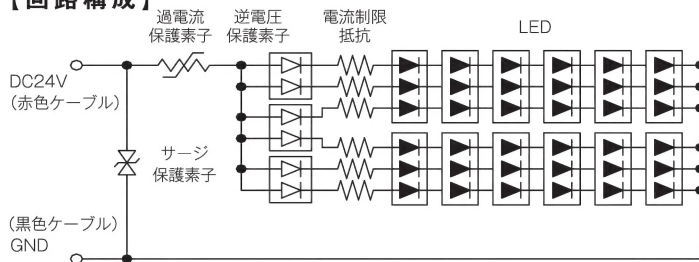 【回路構成】
過電流
保護素子
逆電圧
保護素子
電流制限
抵抗
LED
DC24V
(赤色ケーブル)
サージ
保護素子
(黒色ケーブル)
GND